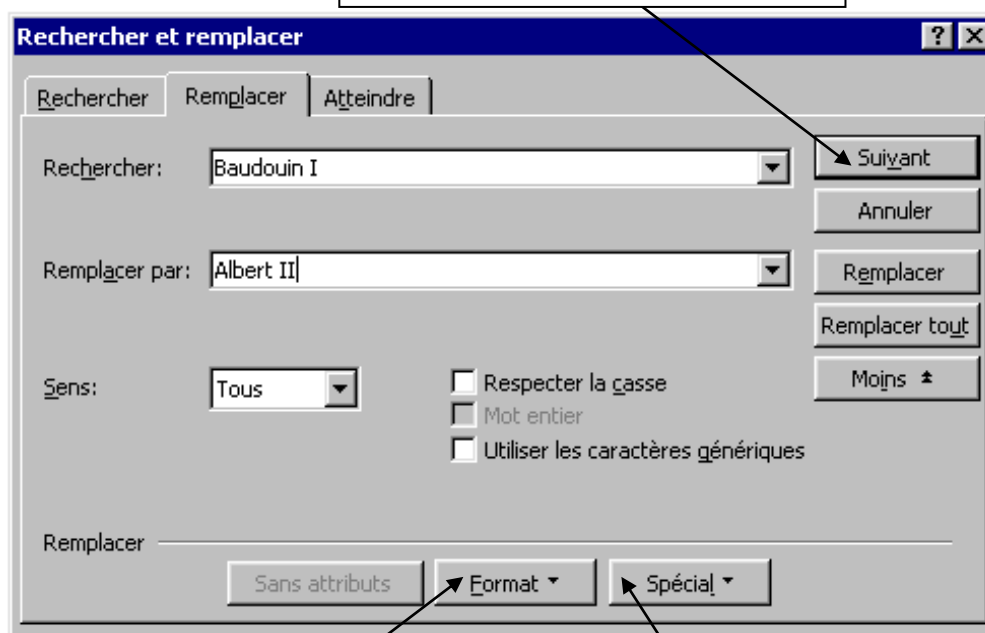 Rechercher et remplacer
Rechercher Remplacer Atteindre
Rechercher: Baudouin I Suivant
Annuler
Remplacer par: Albert II Remplacer
Remplacer tout
Sens: Tous Respecter la casse Moins
Mot entier
Utiliser les caractères génériques
Remplacer
Sans attributs Format Spécial